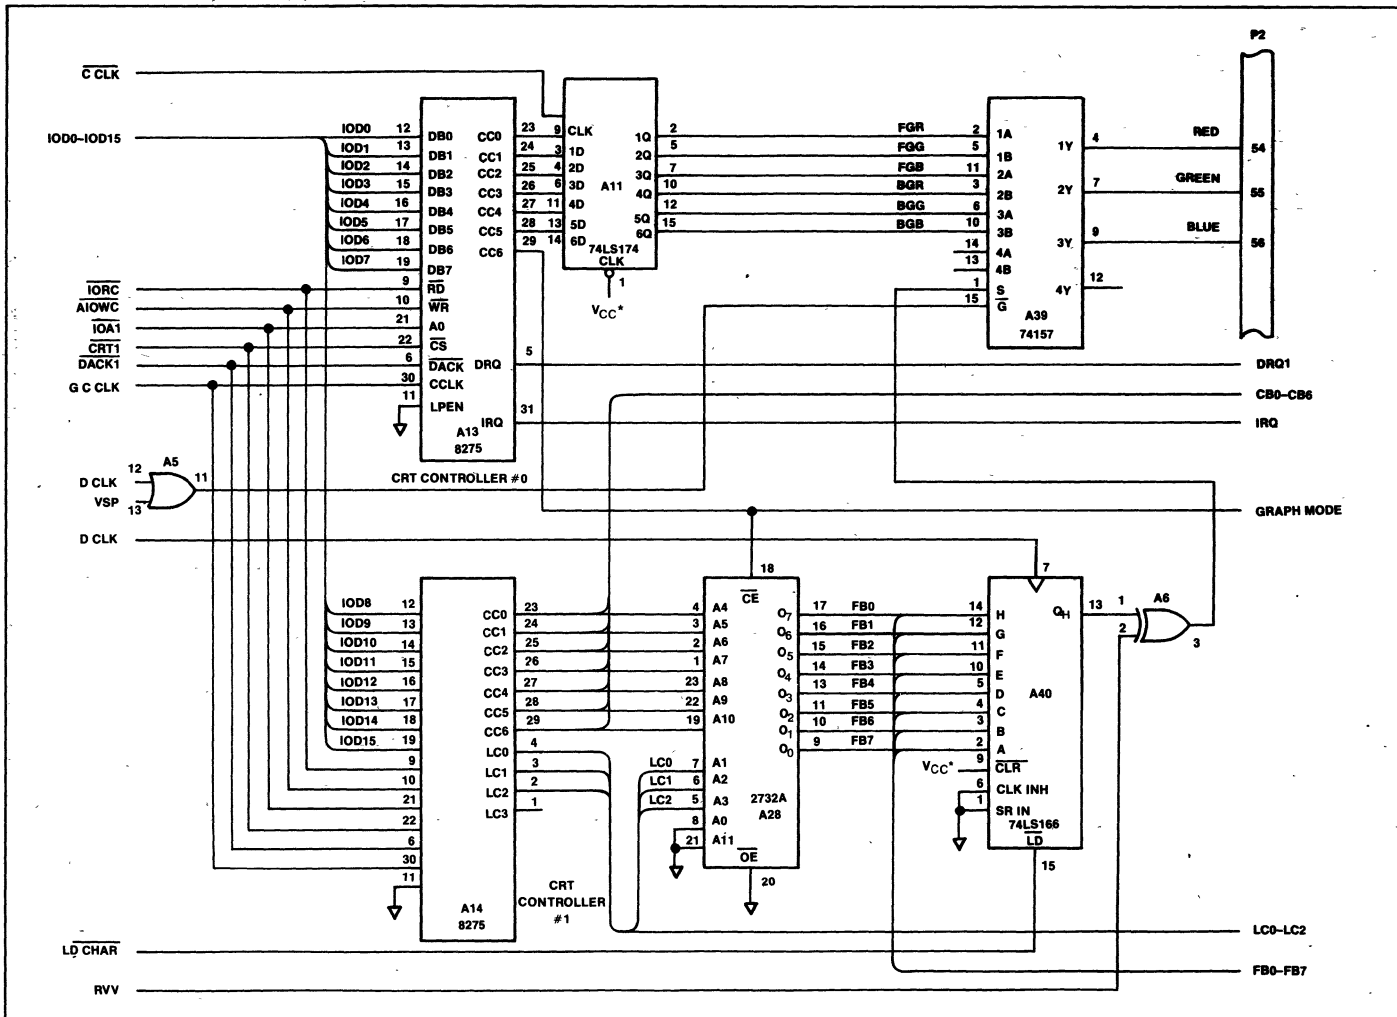 P2
C CLK
IOD0–IOD15
IOD0 12 DB0 CC0 23 9 CLK 1Q 2 FGR 2 1A
IOD1 13 DB1 CC1 24 3 1D 2Q 5 FGG 5 1B 1Y 4 RED 54
IOD2 14 DB2 CC2 25 4 2D 3Q 7 FGB 11 2A
IOD3 15 DB3 CC3 26 6 3D A11 4Q 10 BGR 3 2B 2Y 7 GREEN 55
IOD4 16 DB4 CC4 27 11 4D 5Q 12 BGG 6 3A
IOD5 17 DB5 CC5 28 13 5D 6Q 15 BGB 10 3B 3Y 9 BLUE 56
IOD6 18 DB6 CC6 29 14 6D 74LS174 14 4A
IOD7 19 DB7 CLK 13 4B
1 VCC*
IORC 9 RD 1 S 4Y 12
AIOWC 10 WR 15 G
IOA1 21 A0 A39
CRT1 22 CS 74157
DACK1 6 DACK DRQ 5 DRQ1
G C CLK 30 CCLK CB0–CB6
11 LPEN IRQ 31 IRQ
A13
8275
CRT CONTROLLER #0
A5
D CLK 12 11
VSP 13
GRAPH MODE
D CLK
18 7
CE
IOD8 12 CC0 23 4 A4 O7 17 FB0 14 H QH 13 1 A6
IOD9 13 CC1 24 3 A5 O6 16 FB1 12 G 2 3
IOD10 14 CC2 25 2 A6 O5 15 FB2 11 F
IOD11 15 CC3 26 1 A7 O4 14 FB3 10 E
IOD12 16 CC4 27 23 A8 O3 13 FB4 5 D A40
IOD13 17 CC5 28 22 A9 O2 11 FB5 4 C
IOD14 18 CC6 29 19 A10 O1 10 FB6 3 B
IOD15 19 LC0 4 O0 9 FB7 2 A
9 LC1 3 LC0 7 A1 VCC* 9 CLR
10 LC2 2 LC1 6 A2 6 CLK INH
21 LC3 1 LC2 5 A3 2732A 1 SR IN
22 8 A0 A28 74LS166
6 21 A11 LD
30 OE 15
11 20
A14
8275
CRT
CONTROLLER
#1
LC0–LC2
LD CHAR
FB0–FB7
RVV